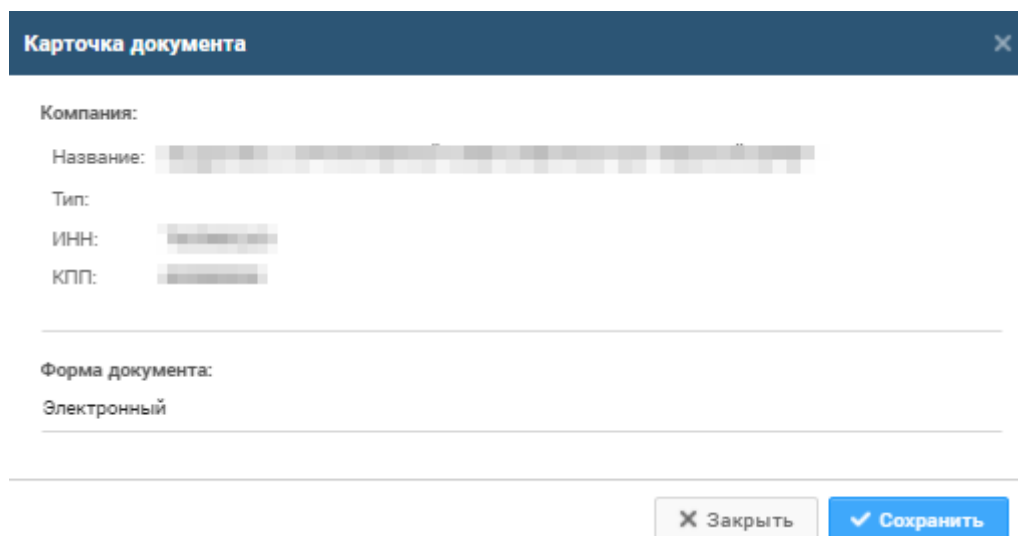 Карточка документа
Компания:
Название:
Тип:
ИНН:
КПП:
Форма документа:
Электронный
Закрыть Сохранить